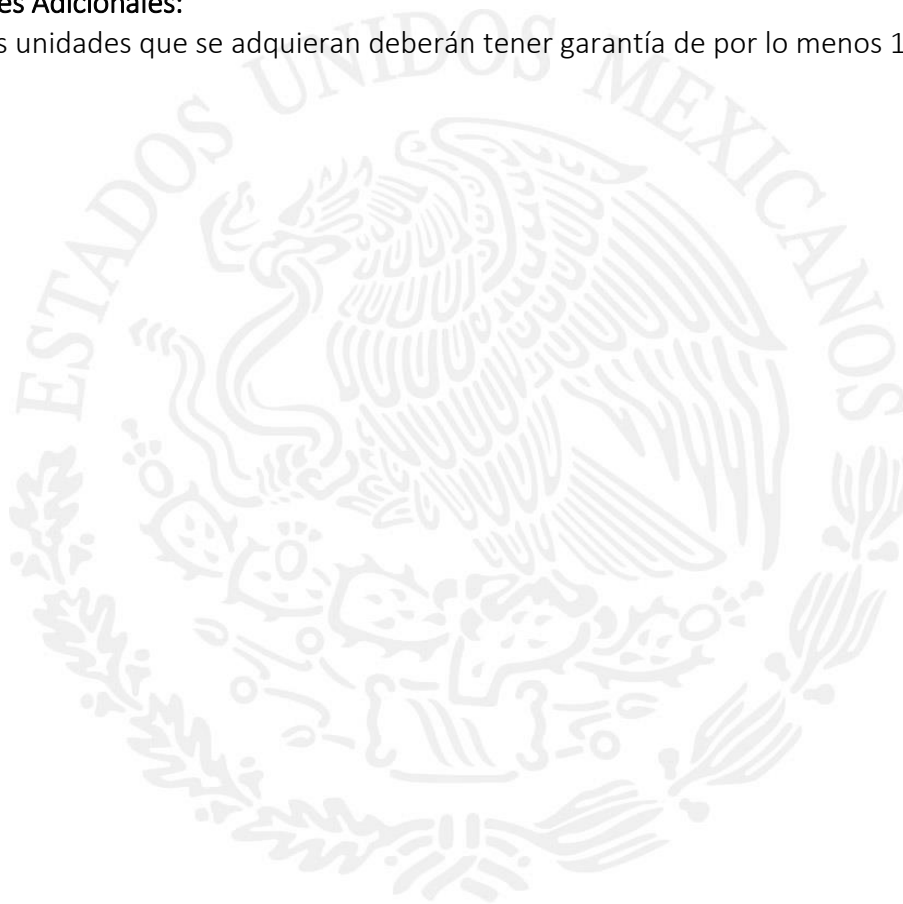 es Adicionales:
s unidades que se adquieran deberán tener garantía de por lo menos 1
ESTADOS UNIDOS MEXICANOS